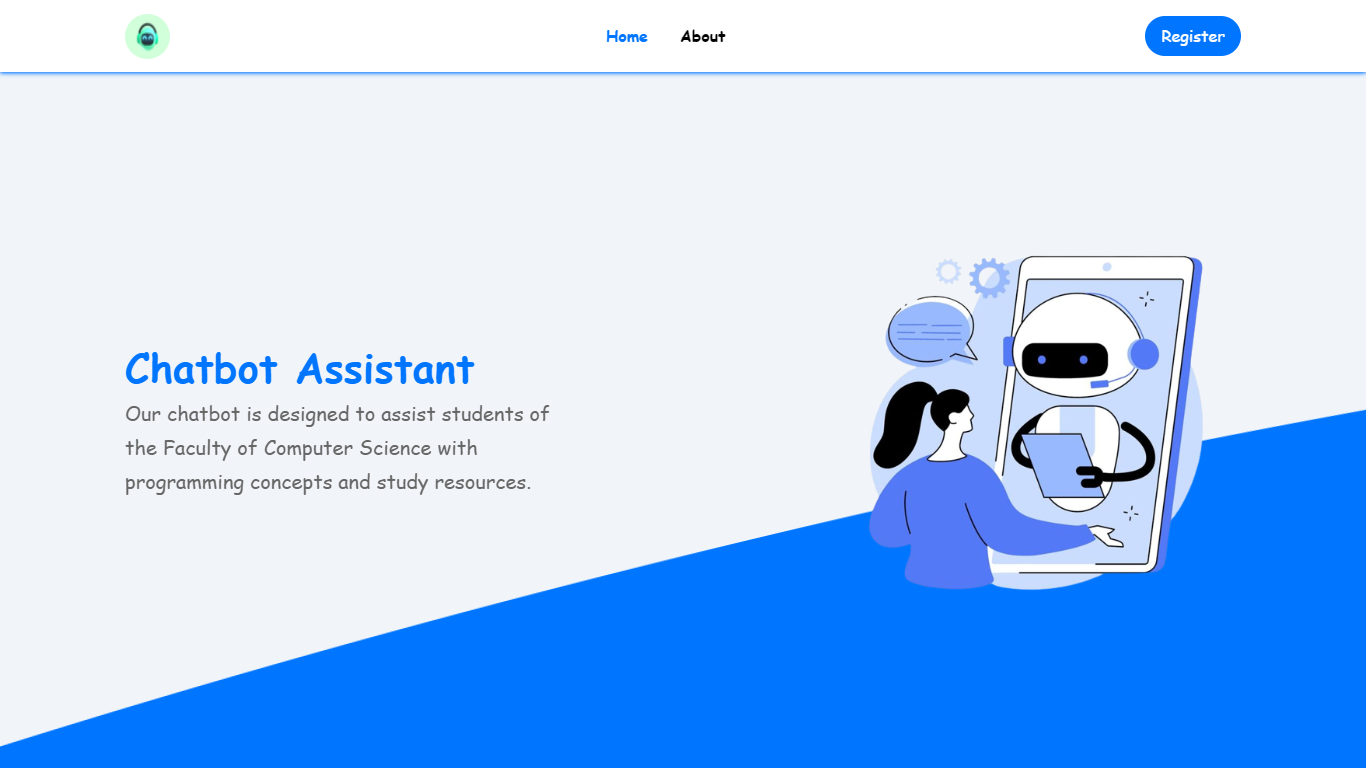 Home
About
Register
Chatbot Assistant
Our chatbot is designed to assist students of
the Faculty of Computer Science with
programming concepts and study resources.